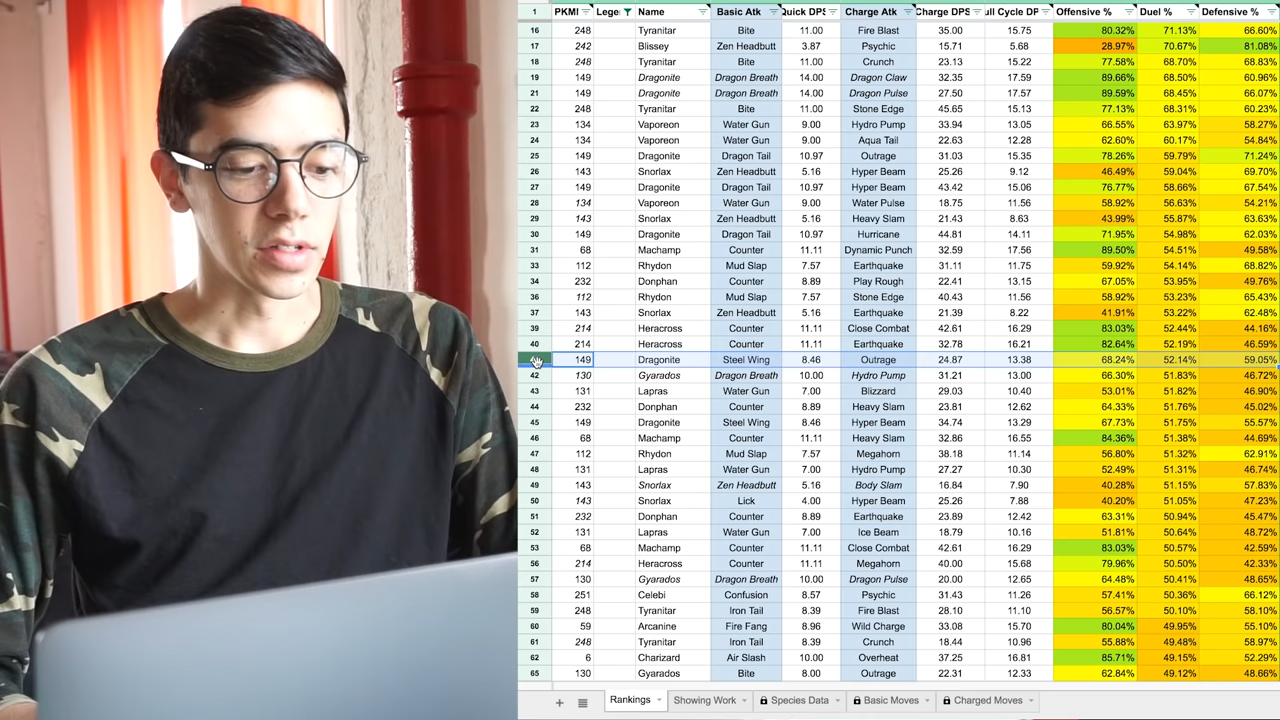 1 PKM# Lege Name Basic Atk Quick DPS Charge Atk Charge DPS ull Cycle DP Offensive % Duel % Defensive %
16 248 Tyranitar Bite 11.00 Fire Blast 35.00 15.75 80.32% 71.13% 66.60%
17 242 Blissey Zen Headbutt 3.87 Psychic 15.71 5.68 28.97% 70.67% 81.08%
18 248 Tyranitar Bite 11.00 Crunch 23.13 15.22 77.58% 68.70% 68.83%
19 149 Dragonite Dragon Breath 14.00 Dragon Claw 32.35 17.59 89.66% 68.50% 60.96%
21 149 Dragonite Dragon Breath 14.00 Dragon Pulse 27.50 17.57 89.59% 68.45% 66.07%
22 248 Tyranitar Bite 11.00 Stone Edge 45.65 15.13 77.13% 68.31% 60.23%
23 134 Vaporeon Water Gun 9.00 Hydro Pump 33.94 13.05 66.55% 63.97% 58.27%
24 134 Vaporeon Water Gun 9.00 Aqua Tail 22.63 12.28 62.60% 60.17% 54.84%
25 149 Dragonite Dragon Tail 10.97 Outrage 31.03 15.35 78.26% 59.79% 71.24%
26 143 Snorlax Zen Headbutt 5.16 Hyper Beam 25.26 9.12 46.49% 59.04% 69.70%
27 149 Dragonite Dragon Tail 10.97 Hyper Beam 43.42 15.06 76.77% 58.66% 67.54%
28 134 Vaporeon Water Gun 9.00 Water Pulse 18.75 11.56 58.92% 56.63% 54.21%
29 143 Snorlax Zen Headbutt 5.16 Heavy Slam 21.43 8.63 43.99% 55.87% 63.63%
30 149 Dragonite Dragon Tail 10.97 Hurricane 44.81 14.11 71.95% 54.98% 62.03%
31 68 Machamp Counter 11.11 Dynamic Punch 32.59 17.56 89.50% 54.51% 49.58%
33 112 Rhydon Mud Slap 7.57 Earthquake 31.11 11.75 59.92% 54.14% 68.82%
34 232 Donphan Counter 8.89 Play Rough 22.41 13.15 67.05% 53.95% 49.76%
36 112 Rhydon Mud Slap 7.57 Stone Edge 40.43 11.56 58.92% 53.23% 65.43%
37 143 Snorlax Zen Headbutt 5.16 Earthquake 21.39 8.22 41.91% 53.22% 62.48%
39 214 Heracross Counter 11.11 Close Combat 42.61 16.29 83.03% 52.44% 44.16%
40 214 Heracross Counter 11.11 Earthquake 32.78 16.21 82.64% 52.19% 46.59%
149 Dragonite Steel Wing 8.46 Outrage 24.87 13.38 68.24% 52.14% 59.05%
42 130 Gyarados Dragon Breath 10.00 Hydro Pump 31.21 13.00 66.30% 51.83% 46.72%
43 131 Lapras Water Gun 7.00 Blizzard 29.03 10.40 53.01% 51.82% 46.90%
44 232 Donphan Counter 8.89 Heavy Slam 23.81 12.62 64.33% 51.76% 45.02%
45 149 Dragonite Steel Wing 8.46 Hyper Beam 34.74 13.29 67.73% 51.75% 55.57%
46 68 Machamp Counter 11.11 Heavy Slam 32.86 16.55 84.36% 51.38% 44.69%
47 112 Rhydon Mud Slap 7.57 Megahorn 38.18 11.14 56.80% 51.32% 62.91%
48 131 Lapras Water Gun 7.00 Hydro Pump 27.27 10.30 52.49% 51.31% 46.74%
49 143 Snorlax Zen Headbutt 5.16 Body Slam 16.84 7.90 40.28% 51.15% 57.83%
50 143 Snorlax Lick 4.00 Hyper Beam 25.26 7.88 40.20% 51.05% 47.23%
51 232 Donphan Counter 8.89 Earthquake 23.89 12.42 63.31% 50.94% 45.47%
52 131 Lapras Water Gun 7.00 Ice Beam 18.79 10.16 51.81% 50.64% 48.72%
53 68 Machamp Counter 11.11 Close Combat 42.61 16.29 83.03% 50.57% 42.59%
56 214 Heracross Counter 11.11 Megahorn 40.00 15.68 79.96% 50.50% 42.33%
57 130 Gyarados Dragon Breath 10.00 Dragon Pulse 20.00 12.65 64.48% 50.41% 48.65%
58 251 Celebi Confusion 8.57 Psychic 31.43 11.26 57.41% 50.36% 66.12%
59 248 Tyranitar Iron Tail 8.39 Fire Blast 28.10 11.10 56.57% 50.10% 58.10%
60 59 Arcanine Fire Fang 8.96 Wild Charge 33.08 15.70 80.04% 49.95% 55.10%
61 248 Tyranitar Iron Tail 8.39 Crunch 18.44 10.96 55.88% 49.48% 58.97%
62 6 Charizard Air Slash 10.00 Overheat 37.25 16.81 85.71% 49.15% 52.29%
65 130 Gyarados Bite 8.00 Outrage 22.31 12.33 62.84% 49.12% 48.66%
Rankings Showing Work Species Data Basic Moves Charged Moves